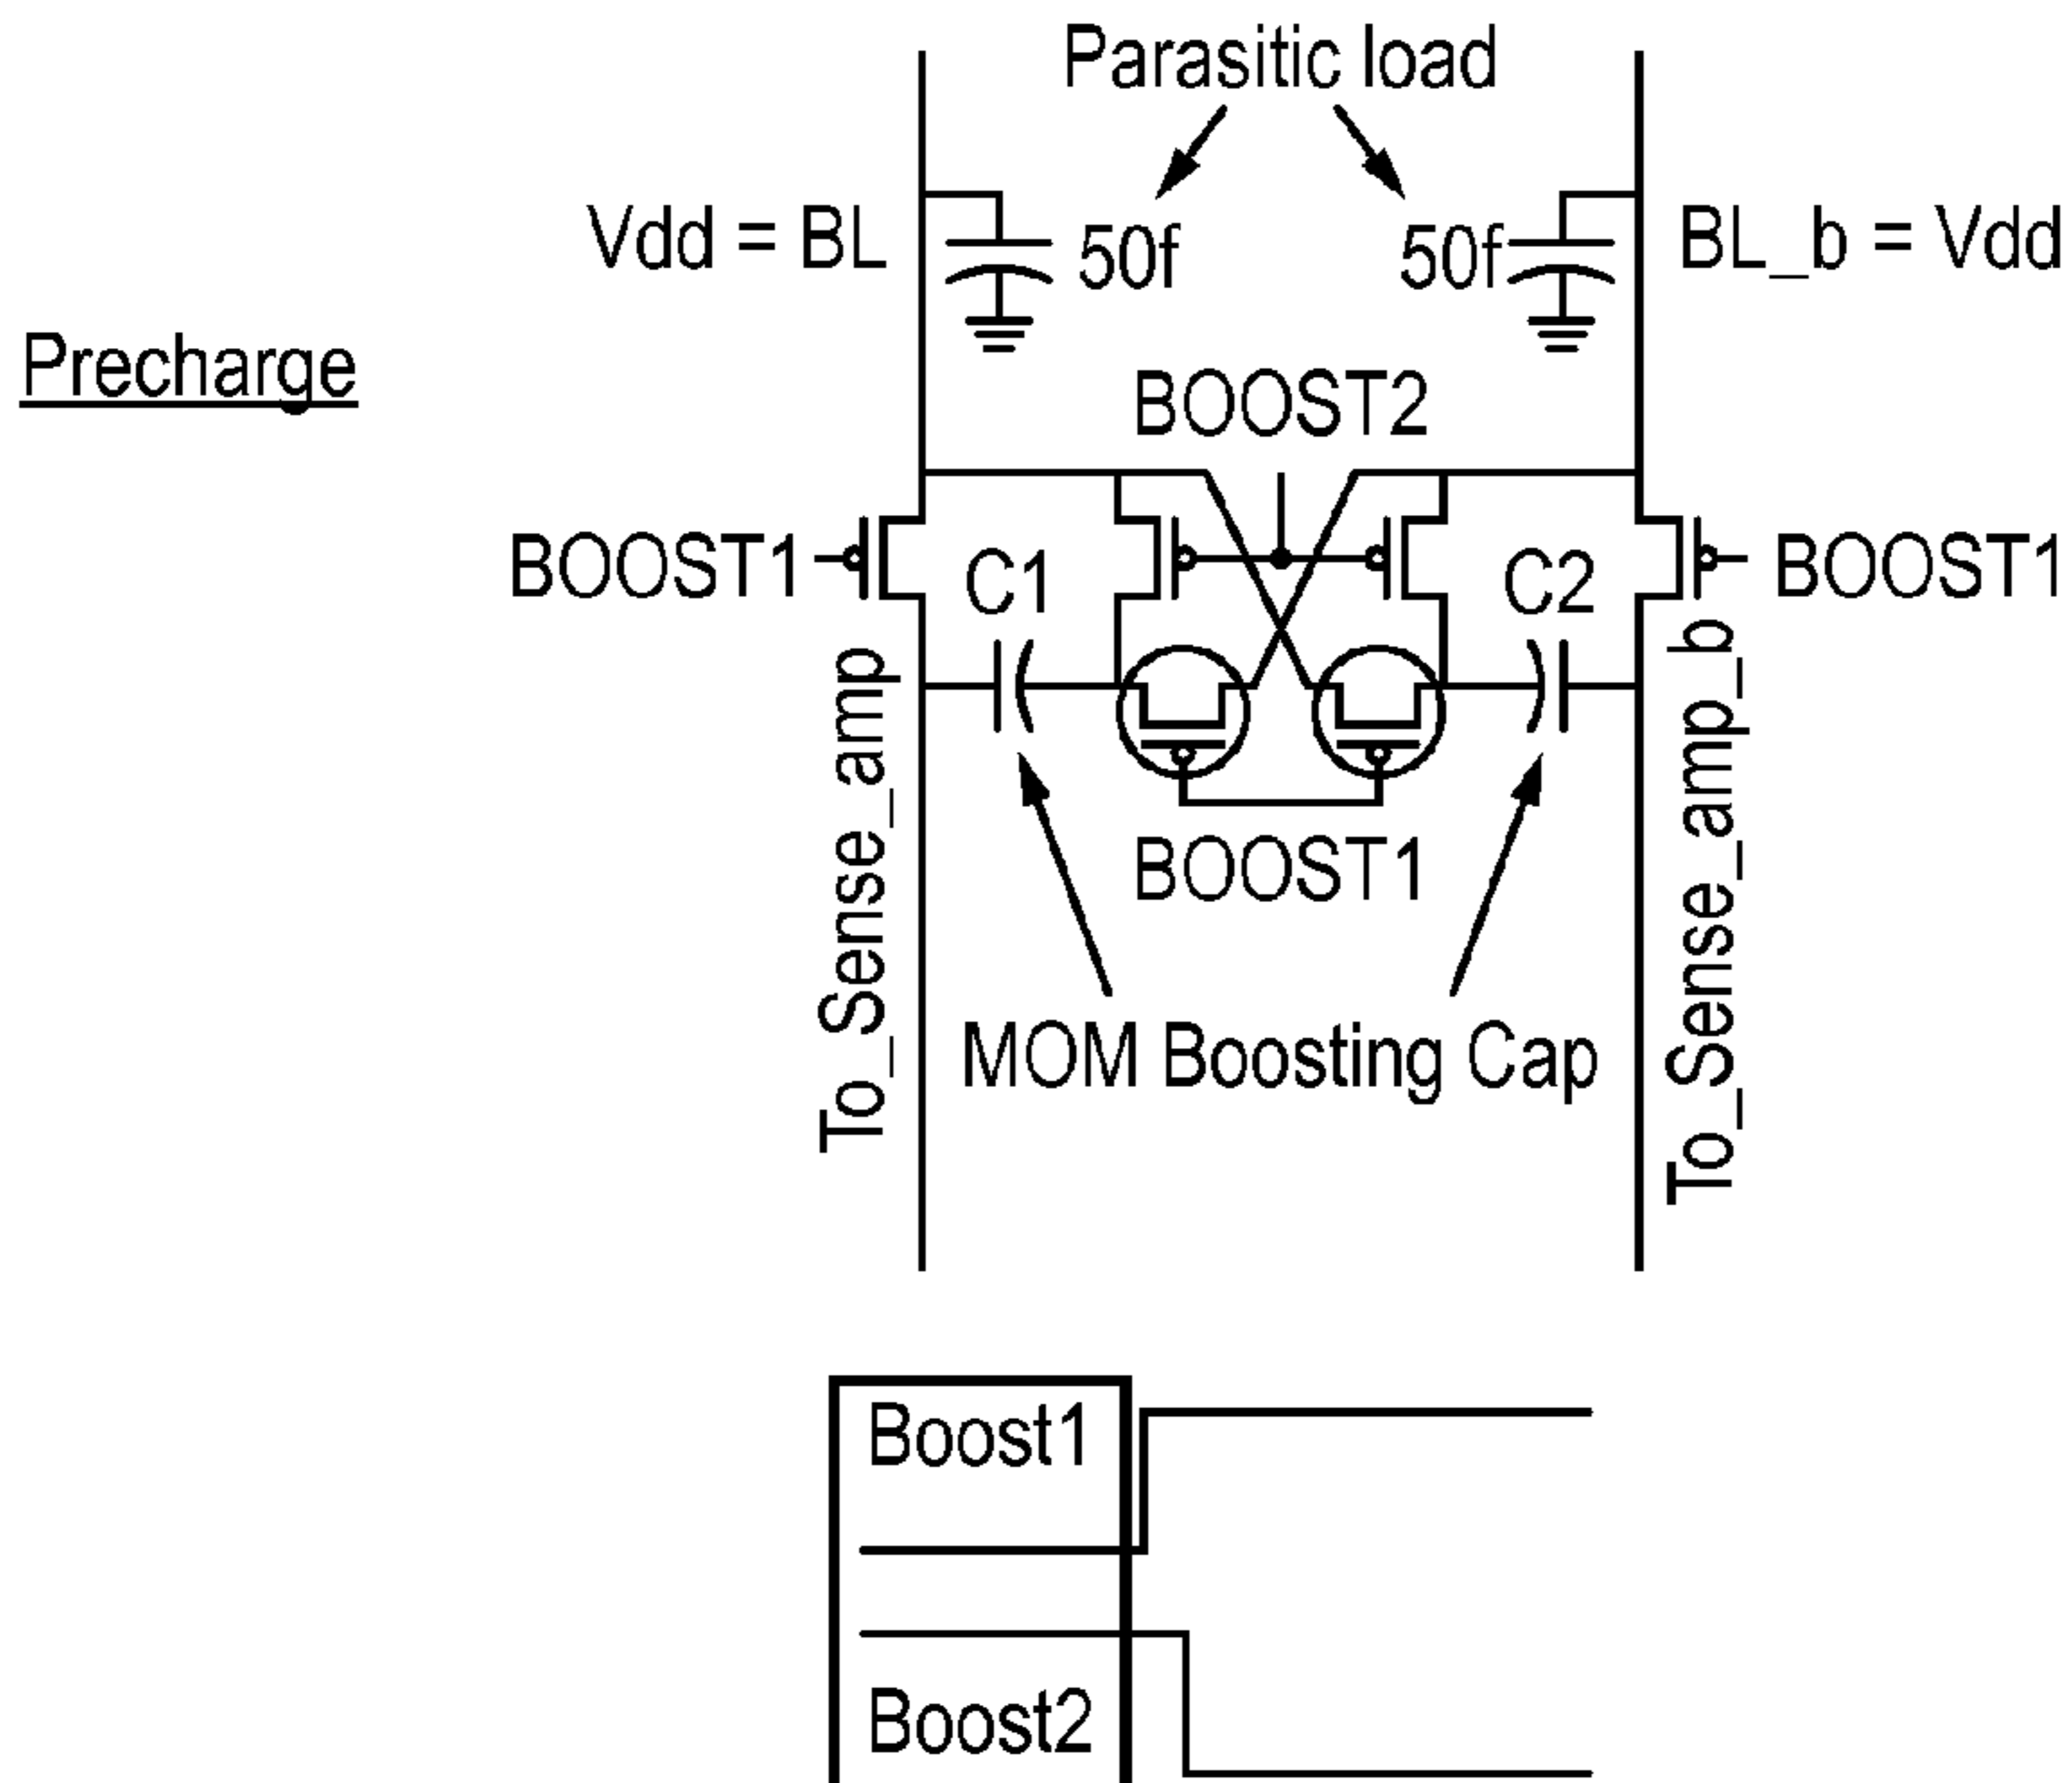 Parasitic load
Vdd = BL
50f
50f
BL_b = Vdd
Precharge
BOOST2
BOOST1
C1
C2
BOOST1
To_Sense_amp
To_Sense_amp_b
BOOST1
MOM Boosting Cap
Boost1
Boost2